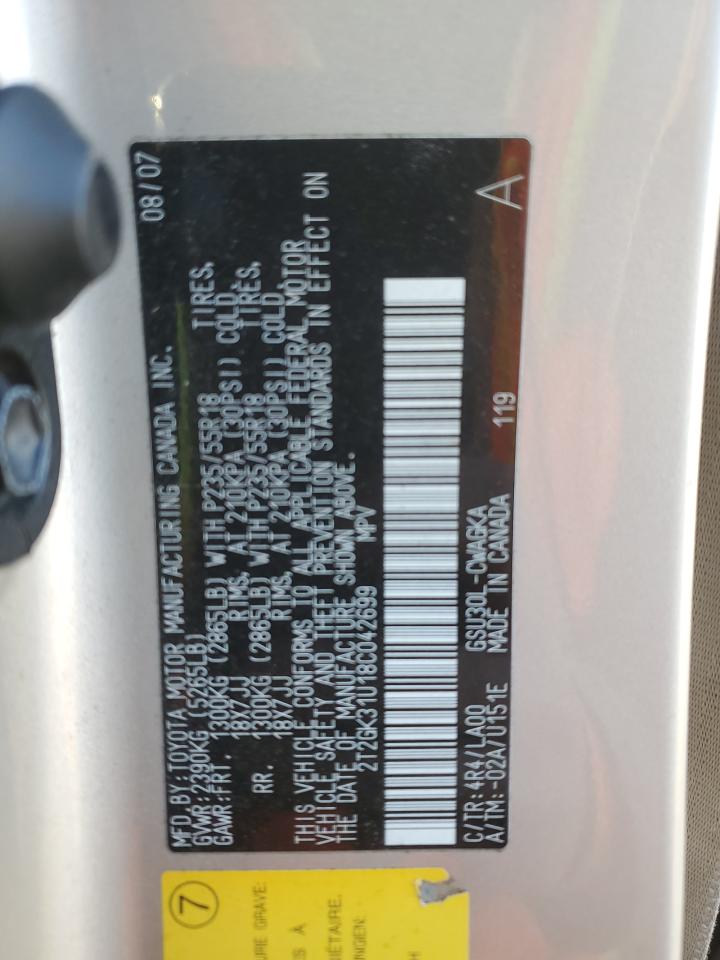 MFD.BY:TOYOTA MOTOR MANUFACTURING CANADA INC. 08/07
GVWR:2390KG (5265LB)
GAWR:FRT. 1300KG (2865LB) WITH P235/55R18 TIRES,
18X7JJ RIMS, AT 210KPA (30PSI) COLD.
RR. 1300KG (2865LB) WITH P235/55R18 TIRES,
18X7JJ RIMS, AT 210KPA (30PSI) COLD.
THIS VEHICLE CONFORMS TO ALL APPLICABLE FEDERAL MOTOR
VEHICLE SAFETY AND THEFT PREVENTION STANDARDS IN EFFECT ON
THE DATE OF MANUFACTURE SHOWN ABOVE.
2T2GK31U18C042699 MPV
C/TR:4R4/LA00 GSU30L-CWAGKA 119 A
A/TM:-02A/U151E MADE IN CANADA
7
URE GRAVE:
S À
IÉTAIRE.
NGEN:
H